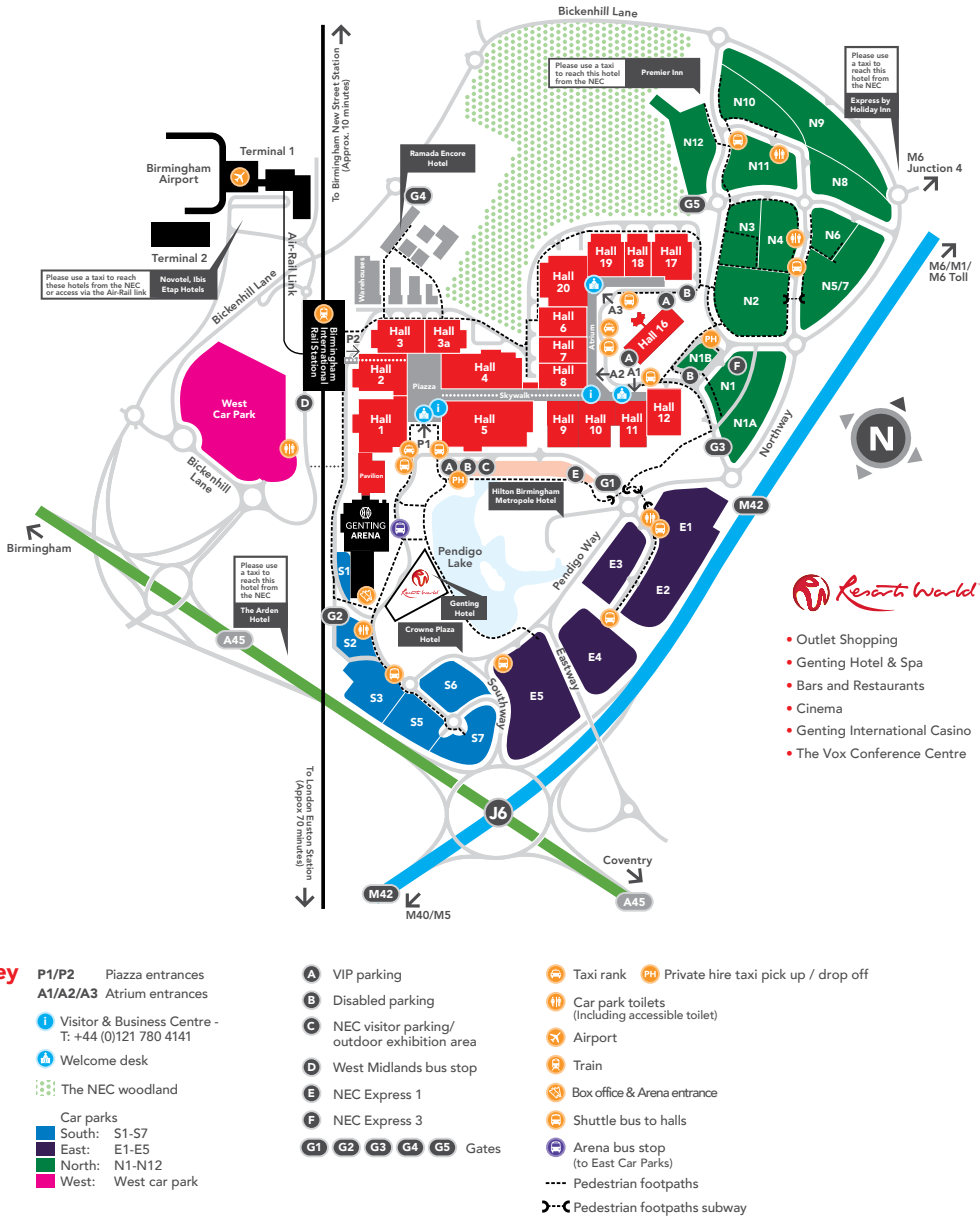 Bickenhill Lane
To Birmingham New Street Station
(Approx. 10 minutes)
Please use a taxi
to reach this hotel
from the NEC
Premier Inn
Please use
a taxi to
reach this
hotel
from
the NEC
Express by
Holiday Inn
N10
N9
N12
N11
N8
M6
Junction 4
Terminal 1
Birmingham
Airport
Terminal 2
Air-Rail Link
Ramada Encore
Hotel
G4
G5
N3
N4
N6
N2
N5/7
M6/M1/
M6 Toll
Please use a taxi to reach
these hotels from the NEC
or access via the Air-Rail link
Novotel, Ibis
Etap Hotels
Bickenhill Lane
Warehouses
Hall
19
Hall
18
Hall
17
Hall
20
A3
A
B
Hall
6
Hall
7
Hall
8
Atrium
Hall 16
A
A2
A1
PH
N1B
B
F
N1
N1A
Birmingham
International
Rail Station
P2
Hall
3
Hall
3a
Hall
2
Piazza
Hall
4
Skywalk
i
West
Car Park
D
Hall
1
i
P1
Hall
5
Hall
9
Hall
10
Hall
11
Hall
12
G3
Northway
N
Bickenhill
Lane
Pavilion
A
B
C
PH
E
G1
Hilton Birmingham
Metropole Hotel
M42
GENTING
ARENA
Birmingham
Please use
a taxi to
reach this
hotel from
the NEC
The Arden
Hotel
A45
S1
Pendigo
Lake
Pendigo Way
E1
E3
E2
Resorts World
Genting
Hotel
Crowne Plaza
Hotel
G2
S2
S3
S5
S6
S7
Southway
Eastway
E4
E5
Resorts World
• Outlet Shopping
• Genting Hotel & Spa
• Bars and Restaurants
• Cinema
• Genting International Casino
• The Vox Conference Centre
To London Euston Station
(Appox 70 minutes)
J6
M42
M40/M5
Coventry
A45
ey
P1/P2 Piazza entrances
A1/A2/A3 Atrium entrances
i Visitor & Business Centre -
T: +44 (0)121 780 4141
Welcome desk
The NEC woodland
Car parks
South: S1-S7
East: E1-E5
North: N1-N12
West: West car park
A VIP parking
B Disabled parking
C NEC visitor parking/
outdoor exhibition area
D West Midlands bus stop
E NEC Express 1
F NEC Express 3
G1 G2 G3 G4 G5 Gates
Taxi rank PH Private hire taxi pick up / drop off
Car park toilets
(Including accessible toilet)
Airport
Train
Box office & Arena entrance
Shuttle bus to halls
Arena bus stop
(to East Car Parks)
Pedestrian footpaths
Pedestrian footpaths subway